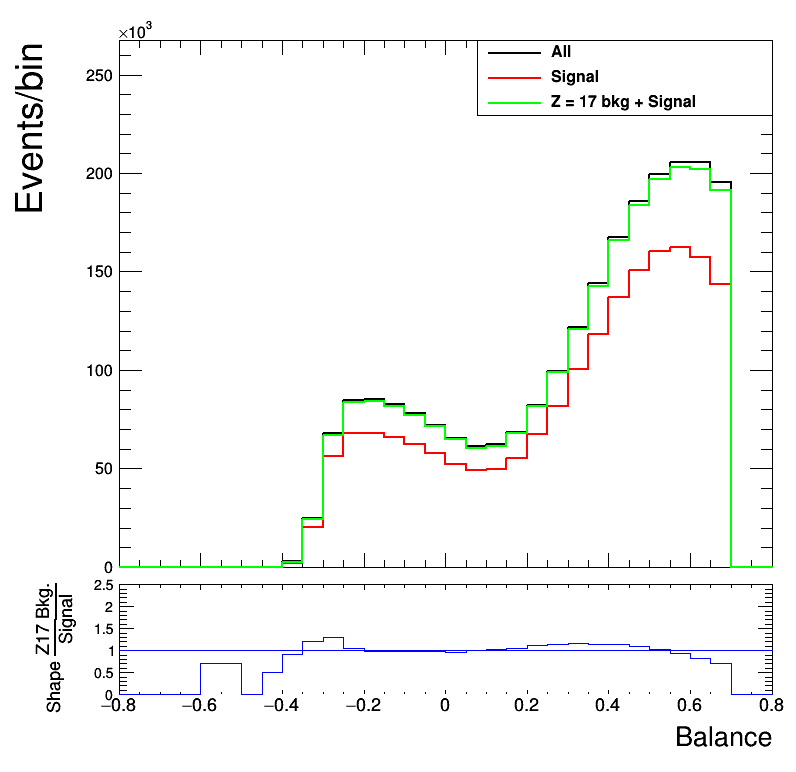 ×10³
Events/bin
250
200
150
100
50
0
All
Signal
Z = 17 bkg + Signal
Shape Z17 Bkg. / Signal
2.5
2
1.5
1
0.5
0
−0.8 −0.6 −0.4 −0.2 0 0.2 0.4 0.6 0.8
Balance